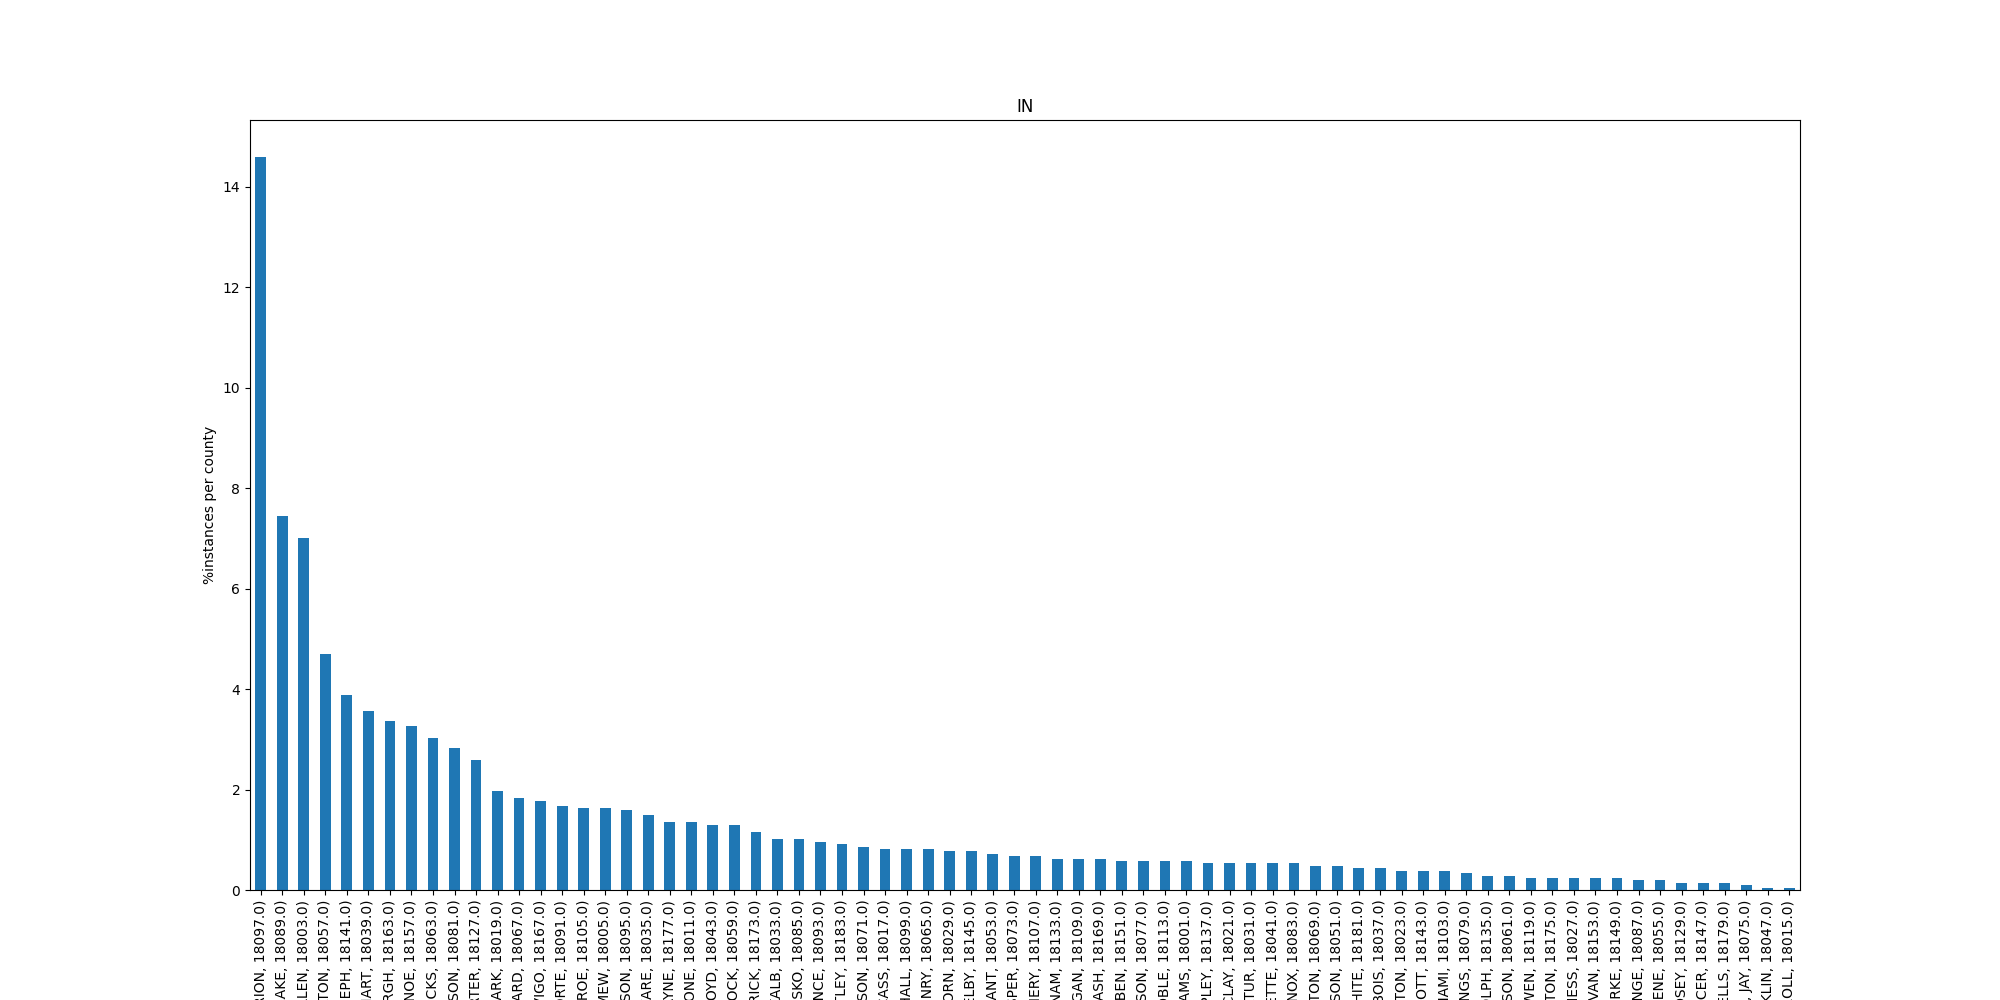 IN
%instances per county
14
12
10
8
6
4
2
0
RION, 18097.0)
AKE, 18089.0)
LLEN, 18003.0)
TON, 18057.0)
EPH, 18141.0)
ART, 18039.0)
RGH, 18163.0)
NOE, 18157.0)
CKS, 18063.0)
SON, 18081.0)
TER, 18127.0)
ARK, 18019.0)
ARD, 18067.0)
VIGO, 18167.0)
ORTE, 18091.0)
ROE, 18105.0)
MEW, 18005.0)
SON, 18095.0)
ARE, 18035.0)
YNE, 18177.0)
ONE, 18011.0)
OYD, 18043.0)
OCK, 18059.0)
RICK, 18173.0)
ALB, 18033.0)
SKO, 18085.0)
NCE, 18093.0)
TLEY, 18183.0)
SON, 18071.0)
CASS, 18017.0)
HALL, 18099.0)
NRY, 18065.0)
ORN, 18029.0)
ELBY, 18145.0)
ANT, 18053.0)
PER, 18073.0)
MERY, 18107.0)
NAM, 18133.0)
GAN, 18109.0)
ASH, 18169.0)
BEN, 18151.0)
SON, 18077.0)
OBLE, 18113.0)
AMS, 18001.0)
PLEY, 18137.0)
CLAY, 18021.0)
TUR, 18031.0)
ETTE, 18041.0)
NOX, 18083.0)
TON, 18069.0)
SON, 18051.0)
HITE, 18181.0)
BOIS, 18037.0)
TON, 18023.0)
OTT, 18143.0)
IAMI, 18103.0)
NGS, 18079.0)
LPH, 18135.0)
SON, 18061.0)
WEN, 18119.0)
TON, 18175.0)
IESS, 18027.0)
VAN, 18153.0)
RKE, 18149.0)
NGE, 18087.0)
ENE, 18055.0)
SEY, 18129.0)
CER, 18147.0)
ELLS, 18179.0)
, JAY, 18075.0)
KLIN, 18047.0)
OLL, 18015.0)